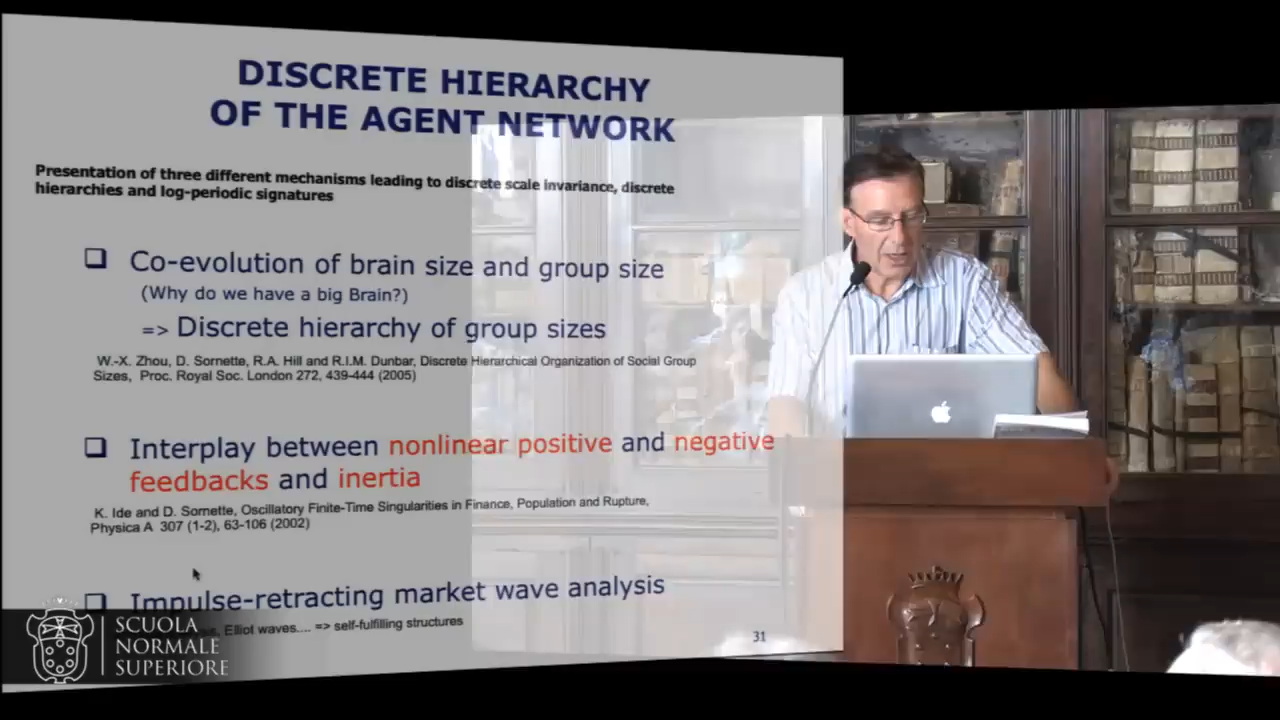 DISCRETE HIERARCHY
OF THE AGENT NETWORK
Presentation of three different mechanisms leading to discrete scale invariance, discrete
hierarchies and log-periodic signatures
Co-evolution of brain size and group size
(Why do we have a big Brain?)
=> Discrete hierarchy of group sizes
W.-X. Zhou, D. Sornette, R.A. Hill and R.I.M. Dunbar, Discrete Hierarchical Organization of Social Group
Sizes, Proc. Royal Soc. London 272, 439-444 (2005)
Interplay between nonlinear positive and negative
feedbacks and inertia
K. Ide and D. Sornette, Oscillatory Finite-Time Singularities in Finance, Population and Rupture,
Physica A 307 (1-2), 63-106 (2002)
Impulse-retracting market wave analysis
Elliot waves.... => self-fulfilling structures
31
SCUOLA
NORMALE
SUPERIORE